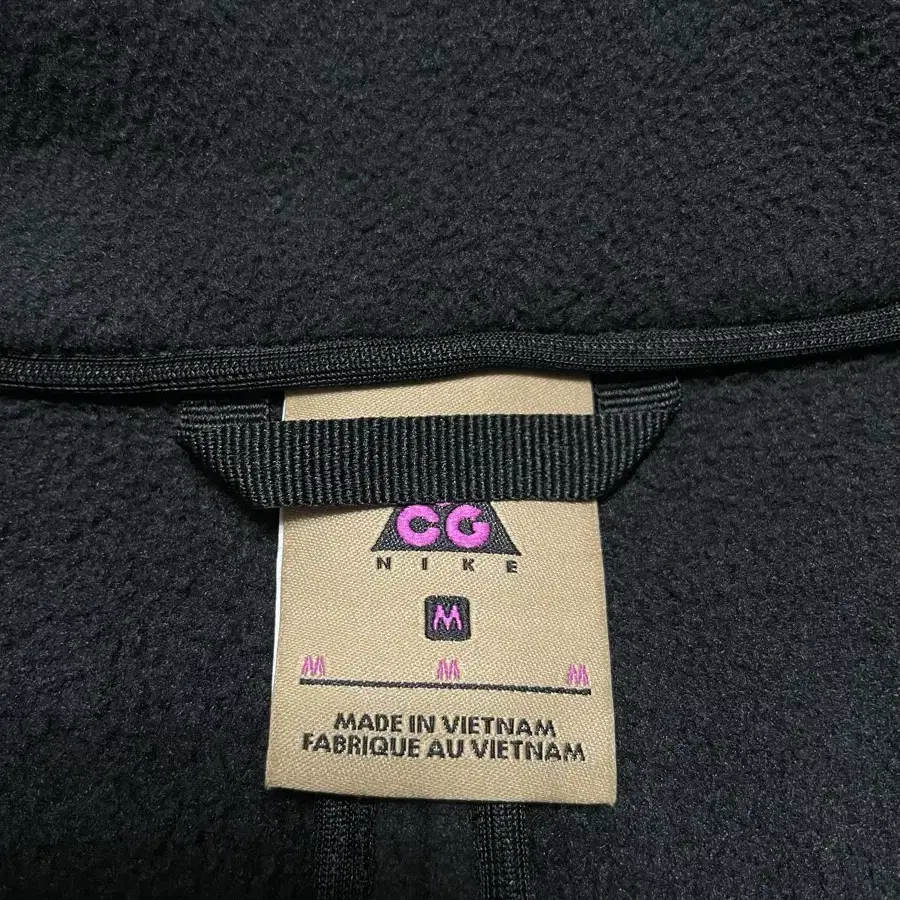 CG
NIKE
M
M M M
MADE IN VIETNAM
FABRIQUE AU VIETNAM